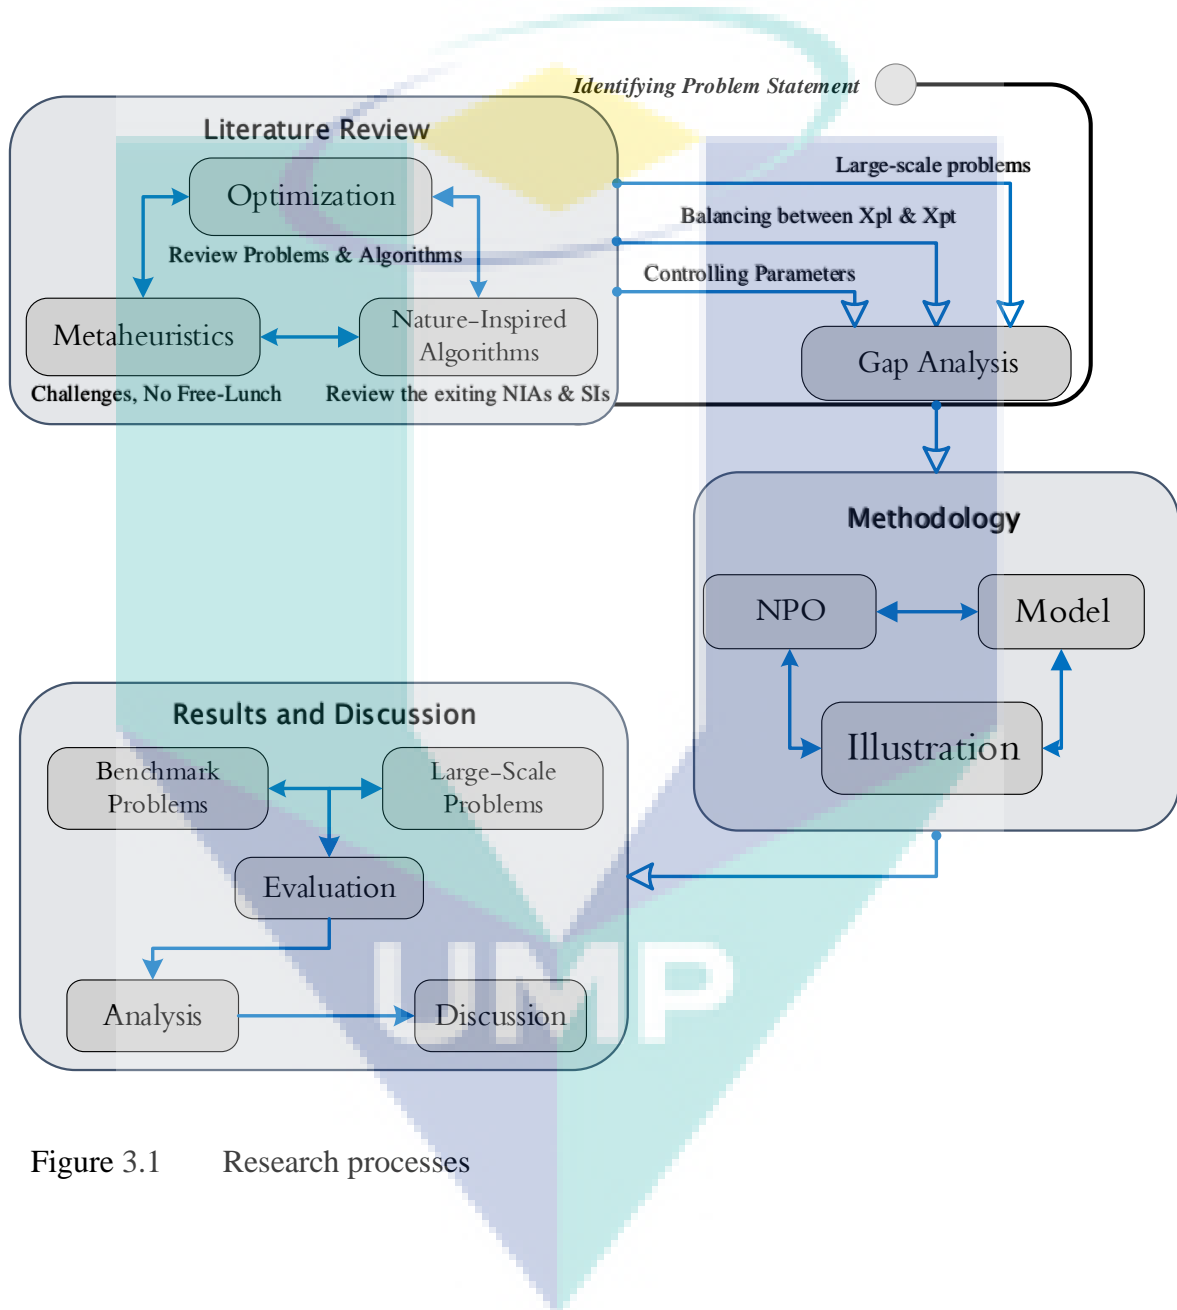 Identifying Problem Statement
Literature Review
Optimization
Review Problems & Algorithms
Metaheuristics
Nature-Inspired
Algorithms
Challenges, No Free-Lunch
Review the exiting NIAs & SIs
Large-scale problems
Balancing between Xpl & Xpt
Controlling Parameters
Gap Analysis
Methodology
NPO
Model
Illustration
Results and Discussion
Benchmark
Problems
Large-Scale
Problems
Evaluation
Analysis
Discussion
UMP
Figure 3.1 Research processes